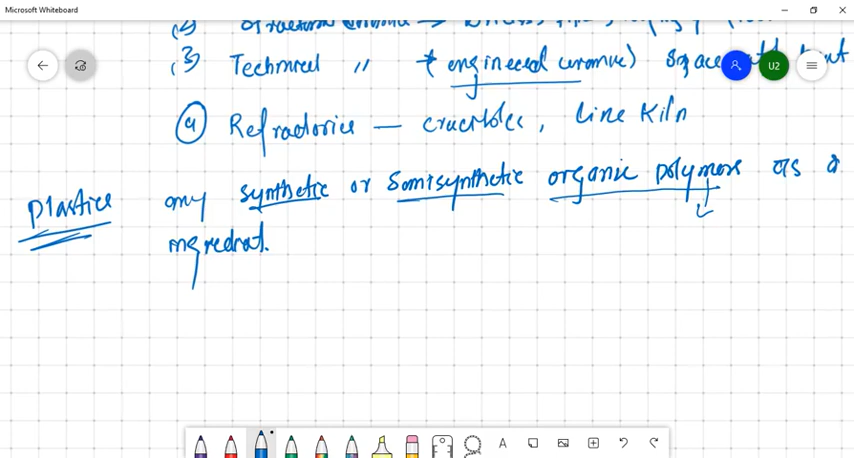 Microsoft Whiteboard
(3) Technical " * engineered ceramic) space
U2
(4) Refractories — crucibles, line Kiln
Plastics any synthetic or Semisynthetic organic polymers as a
ingredient.
A